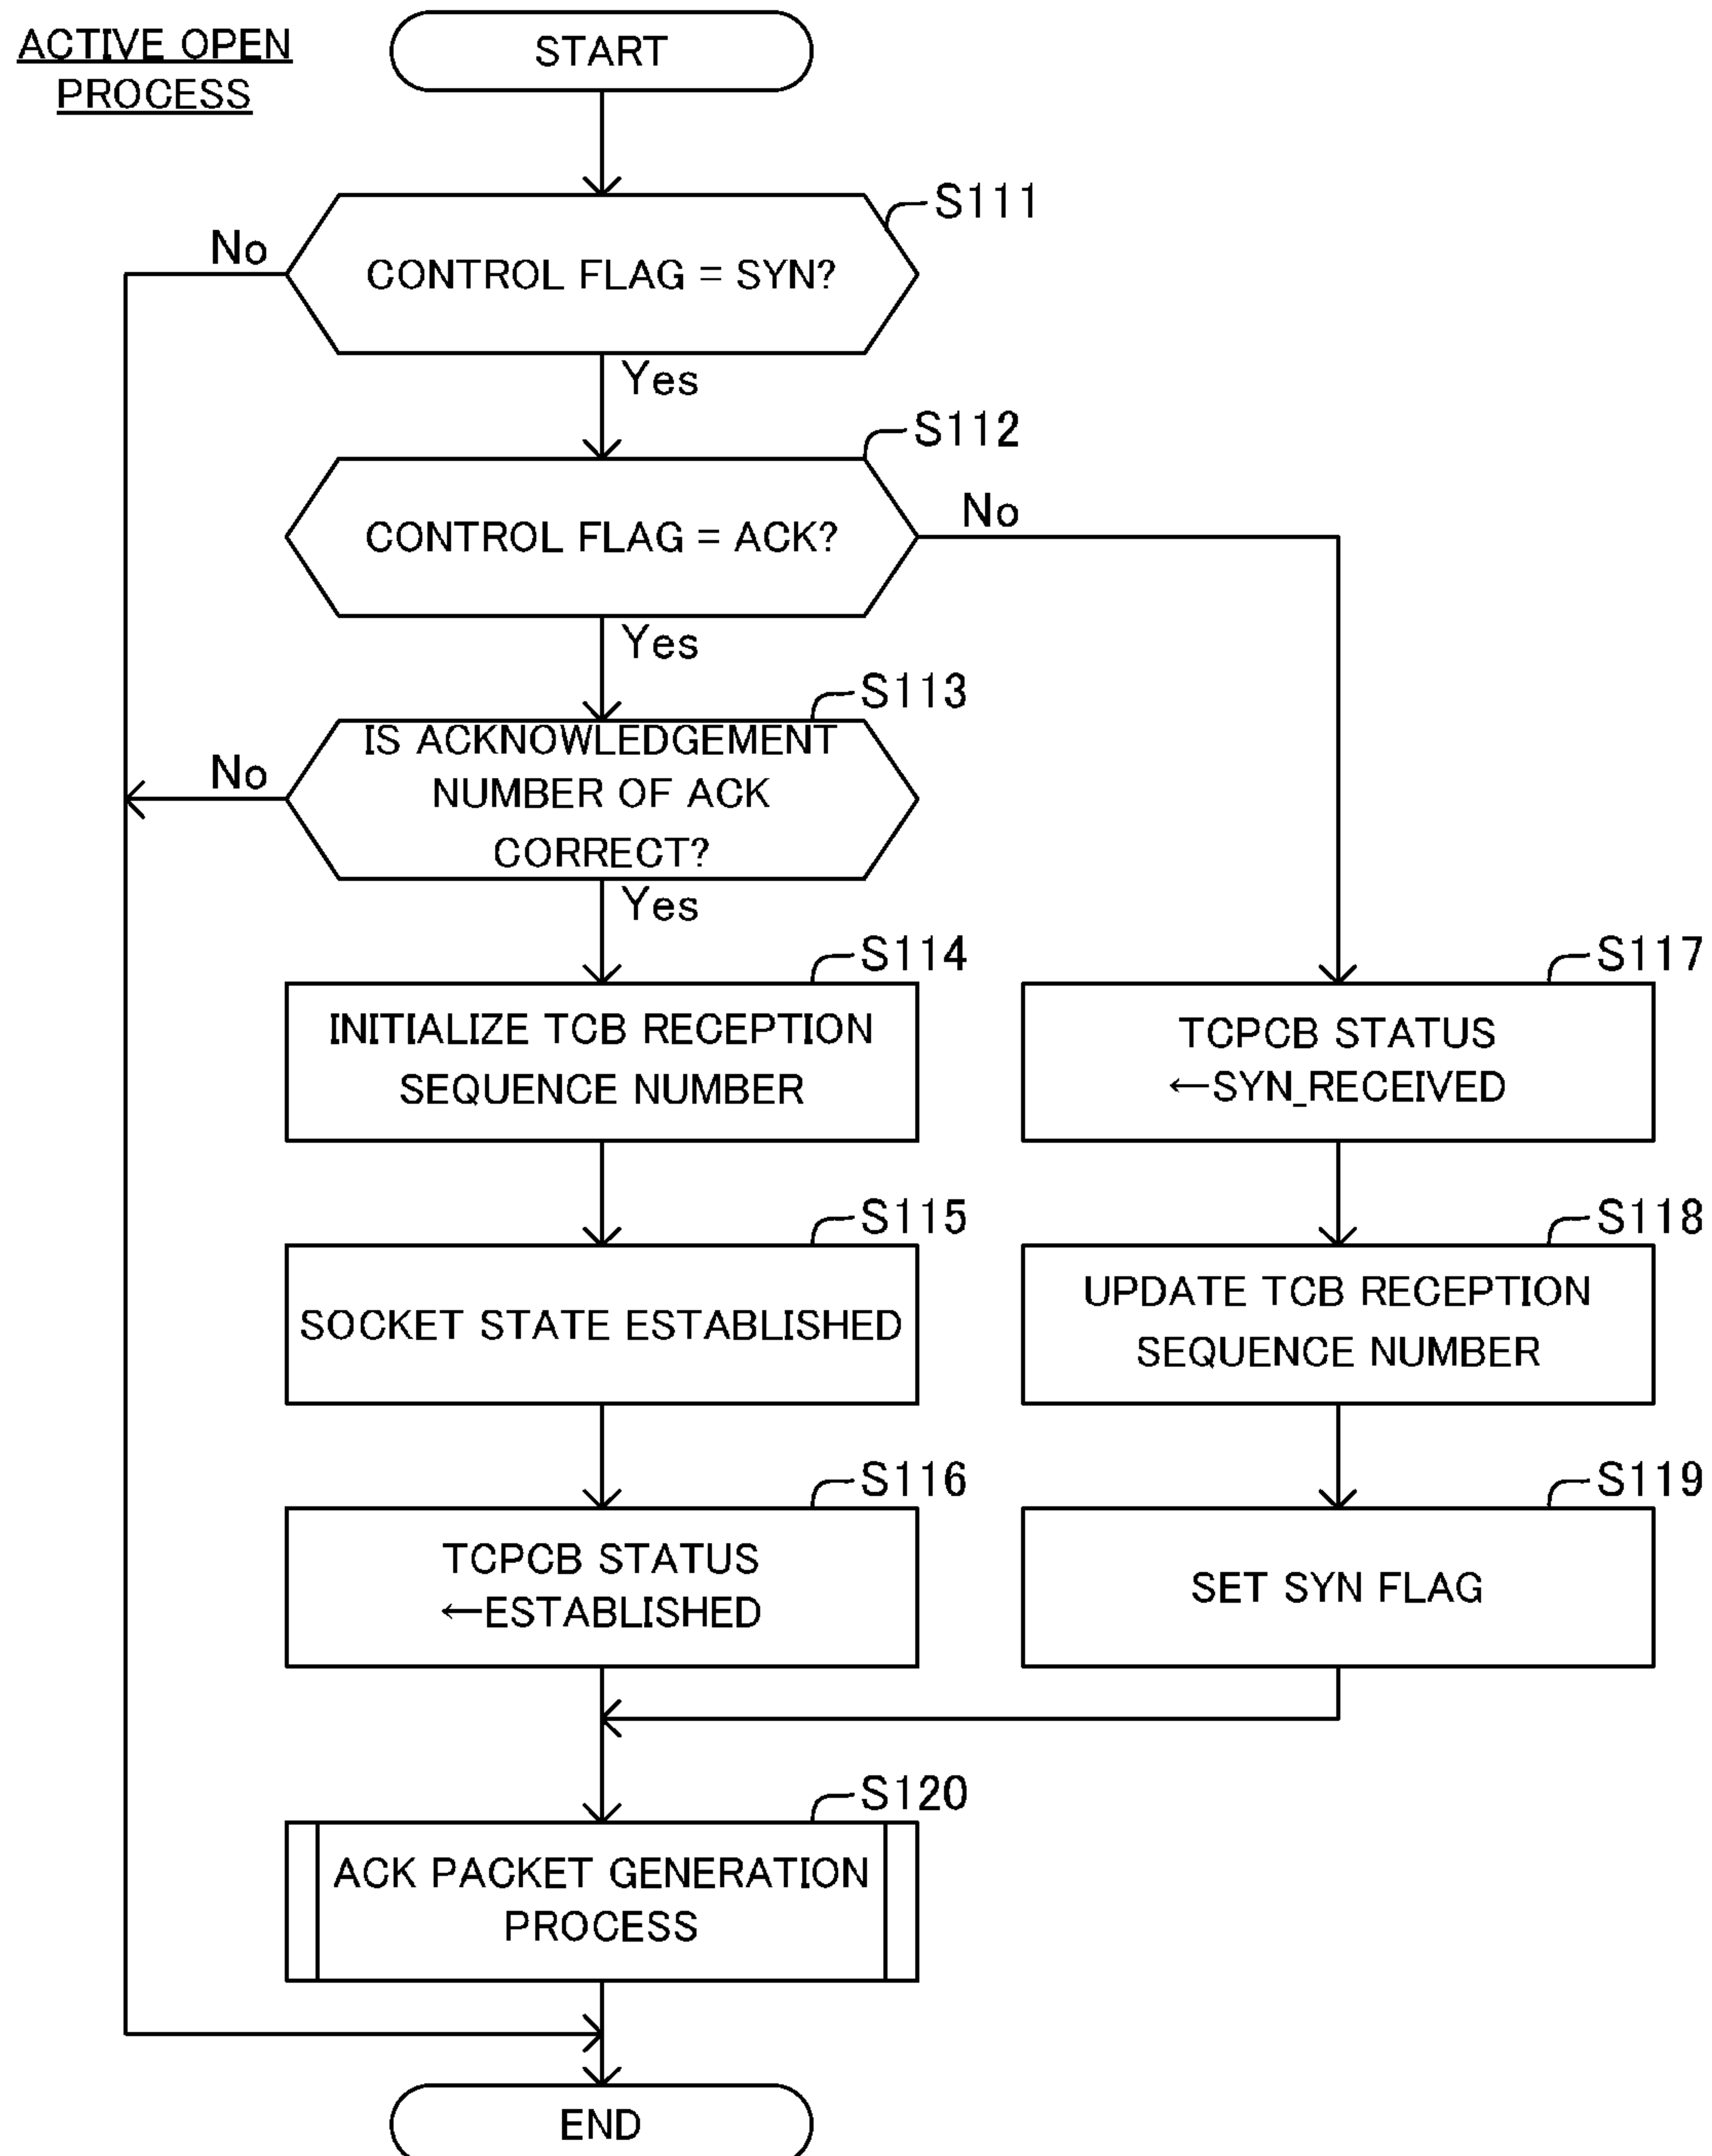 ACTIVE OPEN
PROCESS
START
S111
No
CONTROL FLAG = SYN?
Yes
S112
CONTROL FLAG = ACK?
No
Yes
S113
IS ACKNOWLEDGEMENT
NUMBER OF ACK
CORRECT?
No
Yes
S114
INITIALIZE TCB RECEPTION
SEQUENCE NUMBER
S117
TCPCB STATUS
←SYN_RECEIVED
S115
SOCKET STATE ESTABLISHED
S118
UPDATE TCB RECEPTION
SEQUENCE NUMBER
S116
TCPCB STATUS
←ESTABLISHED
S119
SET SYN FLAG
S120
ACK PACKET GENERATION
PROCESS
END